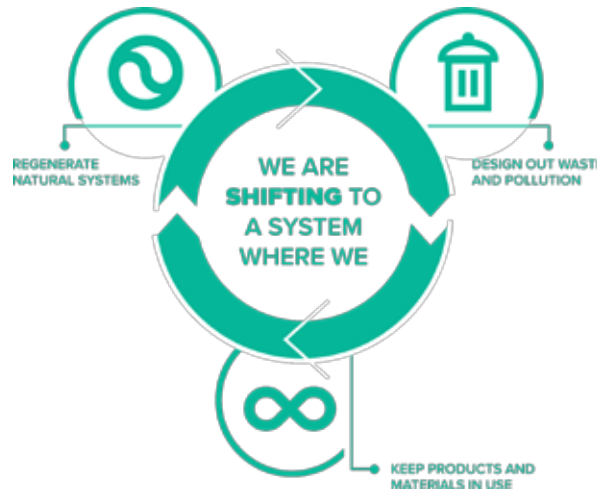 WE ARE
SHIFTING TO
A SYSTEM
WHERE WE
REGENERATE
NATURAL SYSTEMS
DESIGN OUT WAST
AND POLLUTION
KEEP PRODUCTS AND
MATERIALS IN USE